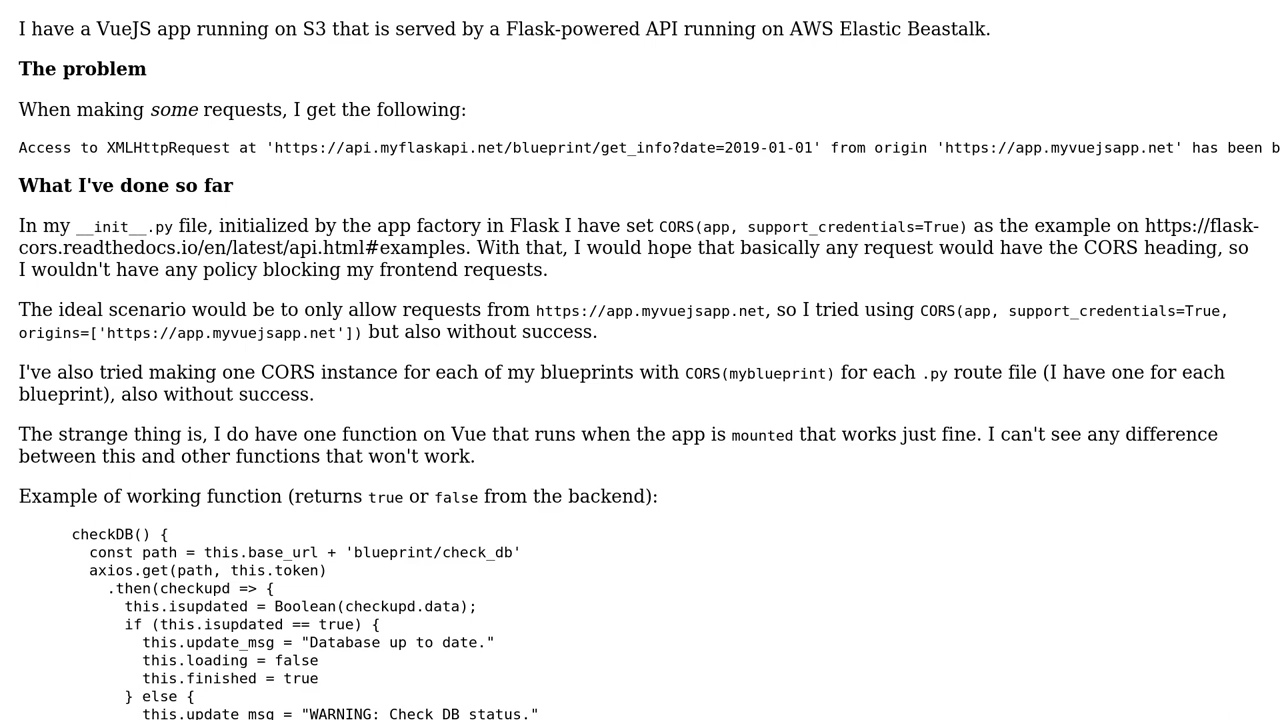 I have a VueJS app running on S3 that is served by a Flask-powered API running on AWS Elastic Beastalk.
The problem
When making some requests, I get the following:
Access to XMLHttpRequest at 'https://api.myflaskapi.net/blueprint/get_info?date=2019-01-01' from origin 'https://app.myvuejsapp.net' has been b
What I've done so far
In my __init__.py file, initialized by the app factory in Flask I have set CORS(app, support_credentials=True) as the example on https://flask-
cors.readthedocs.io/en/latest/api.html#examples. With that, I would hope that basically any request would have the CORS heading, so
I wouldn't have any policy blocking my frontend requests.
The ideal scenario would be to only allow requests from https://app.myvuejsapp.net, so I tried using CORS(app, support_credentials=True,
origins=['https://app.myvuejsapp.net']) but also without success.
I've also tried making one CORS instance for each of my blueprints with CORS(myblueprint) for each .py route file (I have one for each
blueprint), also without success.
The strange thing is, I do have one function on Vue that runs when the app is mounted that works just fine. I can't see any difference
between this and other functions that won't work.
Example of working function (returns true or false from the backend):
checkDB() {
const path = this.base_url + 'blueprint/check_db'
axios.get(path, this.token)
.then(checkupd => {
this.isupdated = Boolean(checkupd.data);
if (this.isupdated == true) {
this.update_msg = "Database up to date."
this.loading = false
this.finished = true
} else {
this.update_msg = "WARNING: Check DB status."